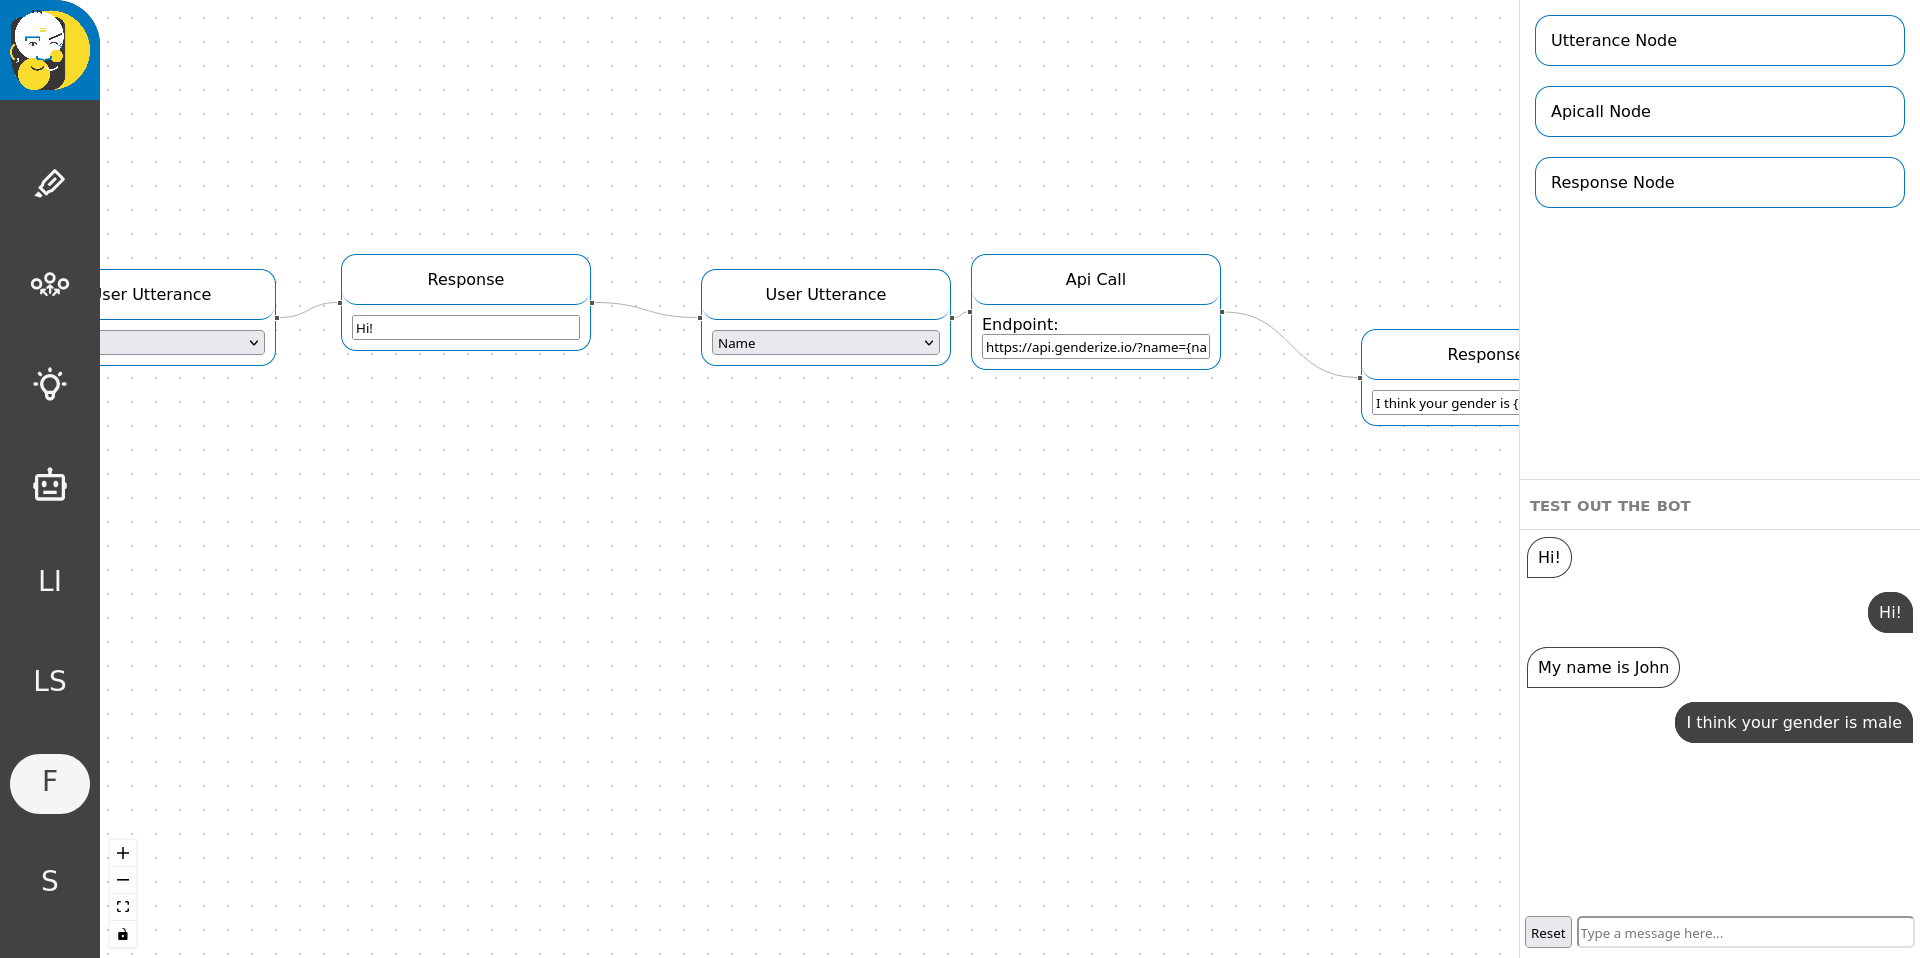 LI
LS
F
S
User Utterance
Response
Hi!
User Utterance
Name
Api Call
Endpoint:
https://api.genderize.io/?name={na
Response
I think your gender is {
Utterance Node
Apicall Node
Response Node
TEST OUT THE BOT
Hi!
Hi!
My name is John
I think your gender is male
Reset
Type a message here...